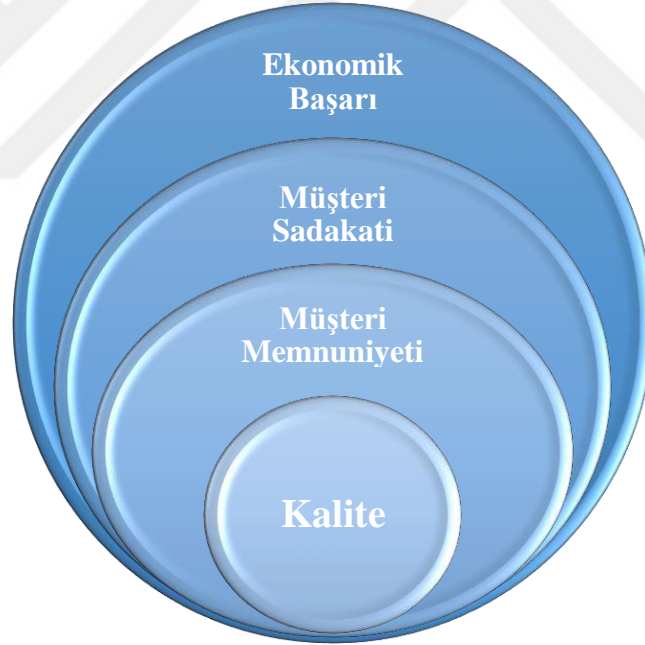 Ekonomik
Başarı
Müşteri
Sadakati
Müşteri
Memnuniyeti
Kalite